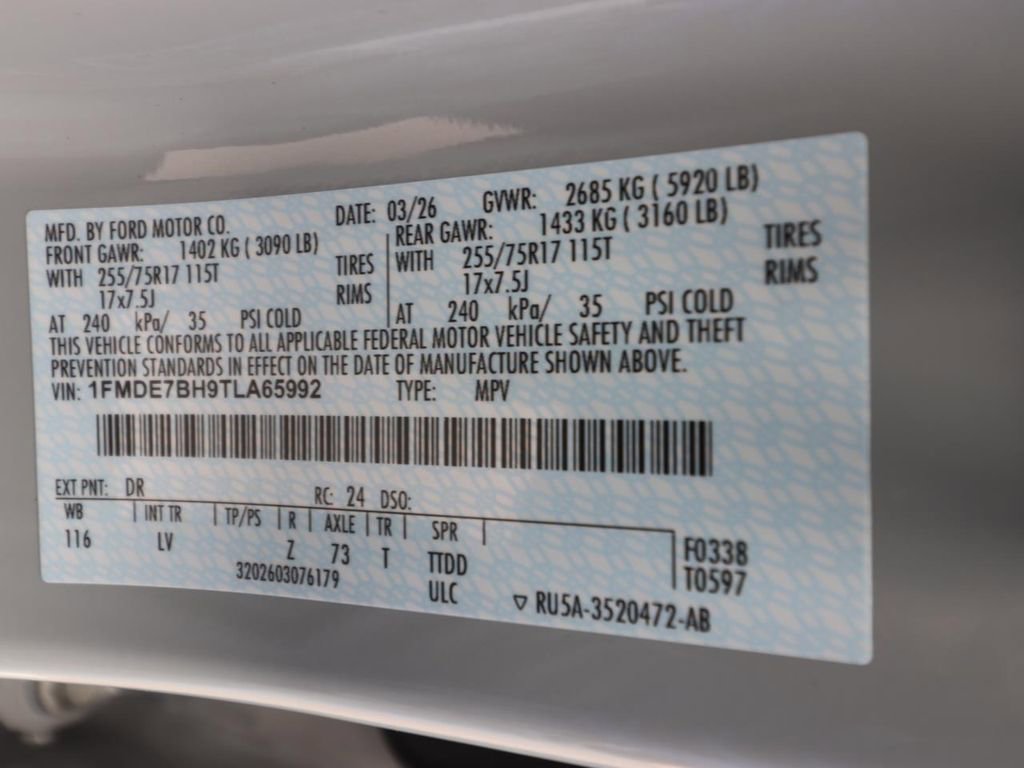 MFD. BY FORD MOTOR CO. DATE: 03/26 GVWR: 2685 KG ( 5920 LB)
FRONT GAWR: 1402 KG ( 3090 LB) REAR GAWR: 1433 KG ( 3160 LB)
WITH 255/75R17 115T TIRES WITH 255/75R17 115T TIRES
17x7.5J RIMS 17x7.5J RIMS
AT 240 kPa/ 35 PSI COLD AT 240 kPa/ 35 PSI COLD
THIS VEHICLE CONFORMS TO ALL APPLICABLE FEDERAL MOTOR VEHICLE SAFETY AND THEFT
PREVENTION STANDARDS IN EFFECT ON THE DATE OF MANUFACTURE SHOWN ABOVE.
VIN: 1FMDE7BH9TLA65992 TYPE: MPV
EXT PNT: DR RC: 24 DSO:
WB INT TR TP/PS R AXLE TR SPR
116 LV Z 73 T TTDD F0338
3202603076179 ULC T0597
▽ RU5A-3520472-AB